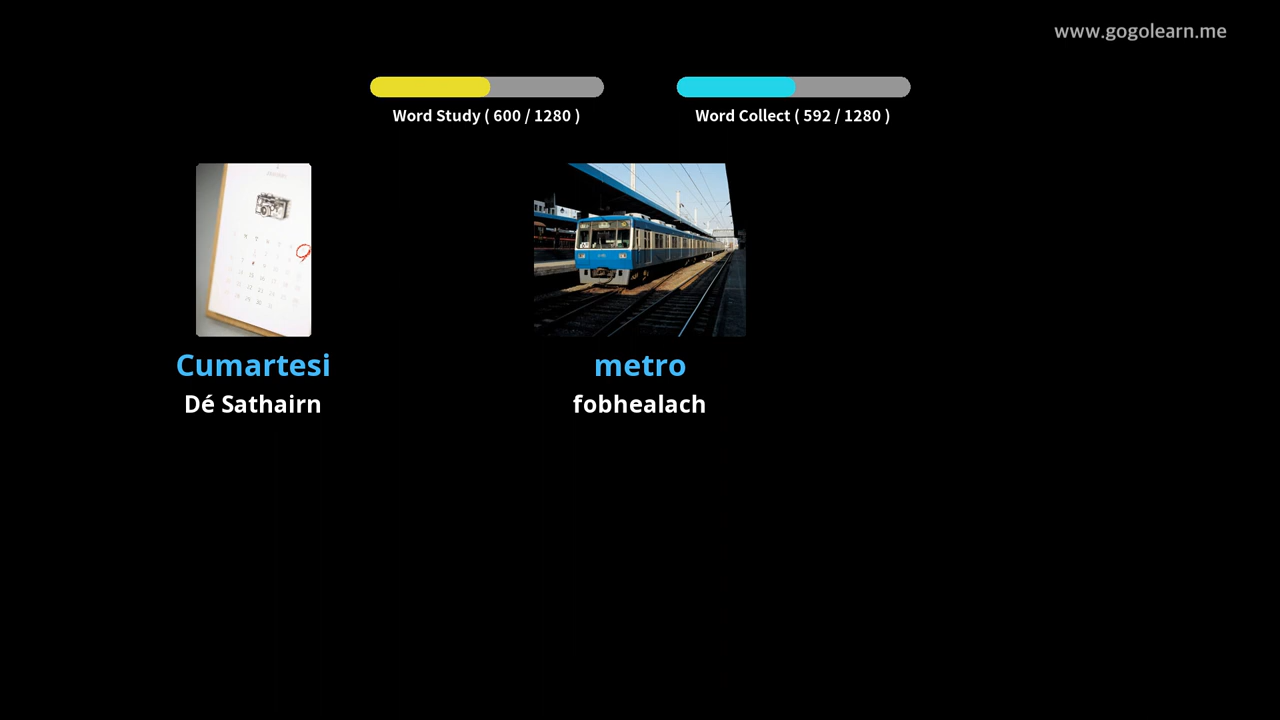 www.gogolearn.me
Word Study ( 600 / 1280 )
Word Collect ( 592 / 1280 )
Cumartesi
metro
Dé Sathairn
fobhealach